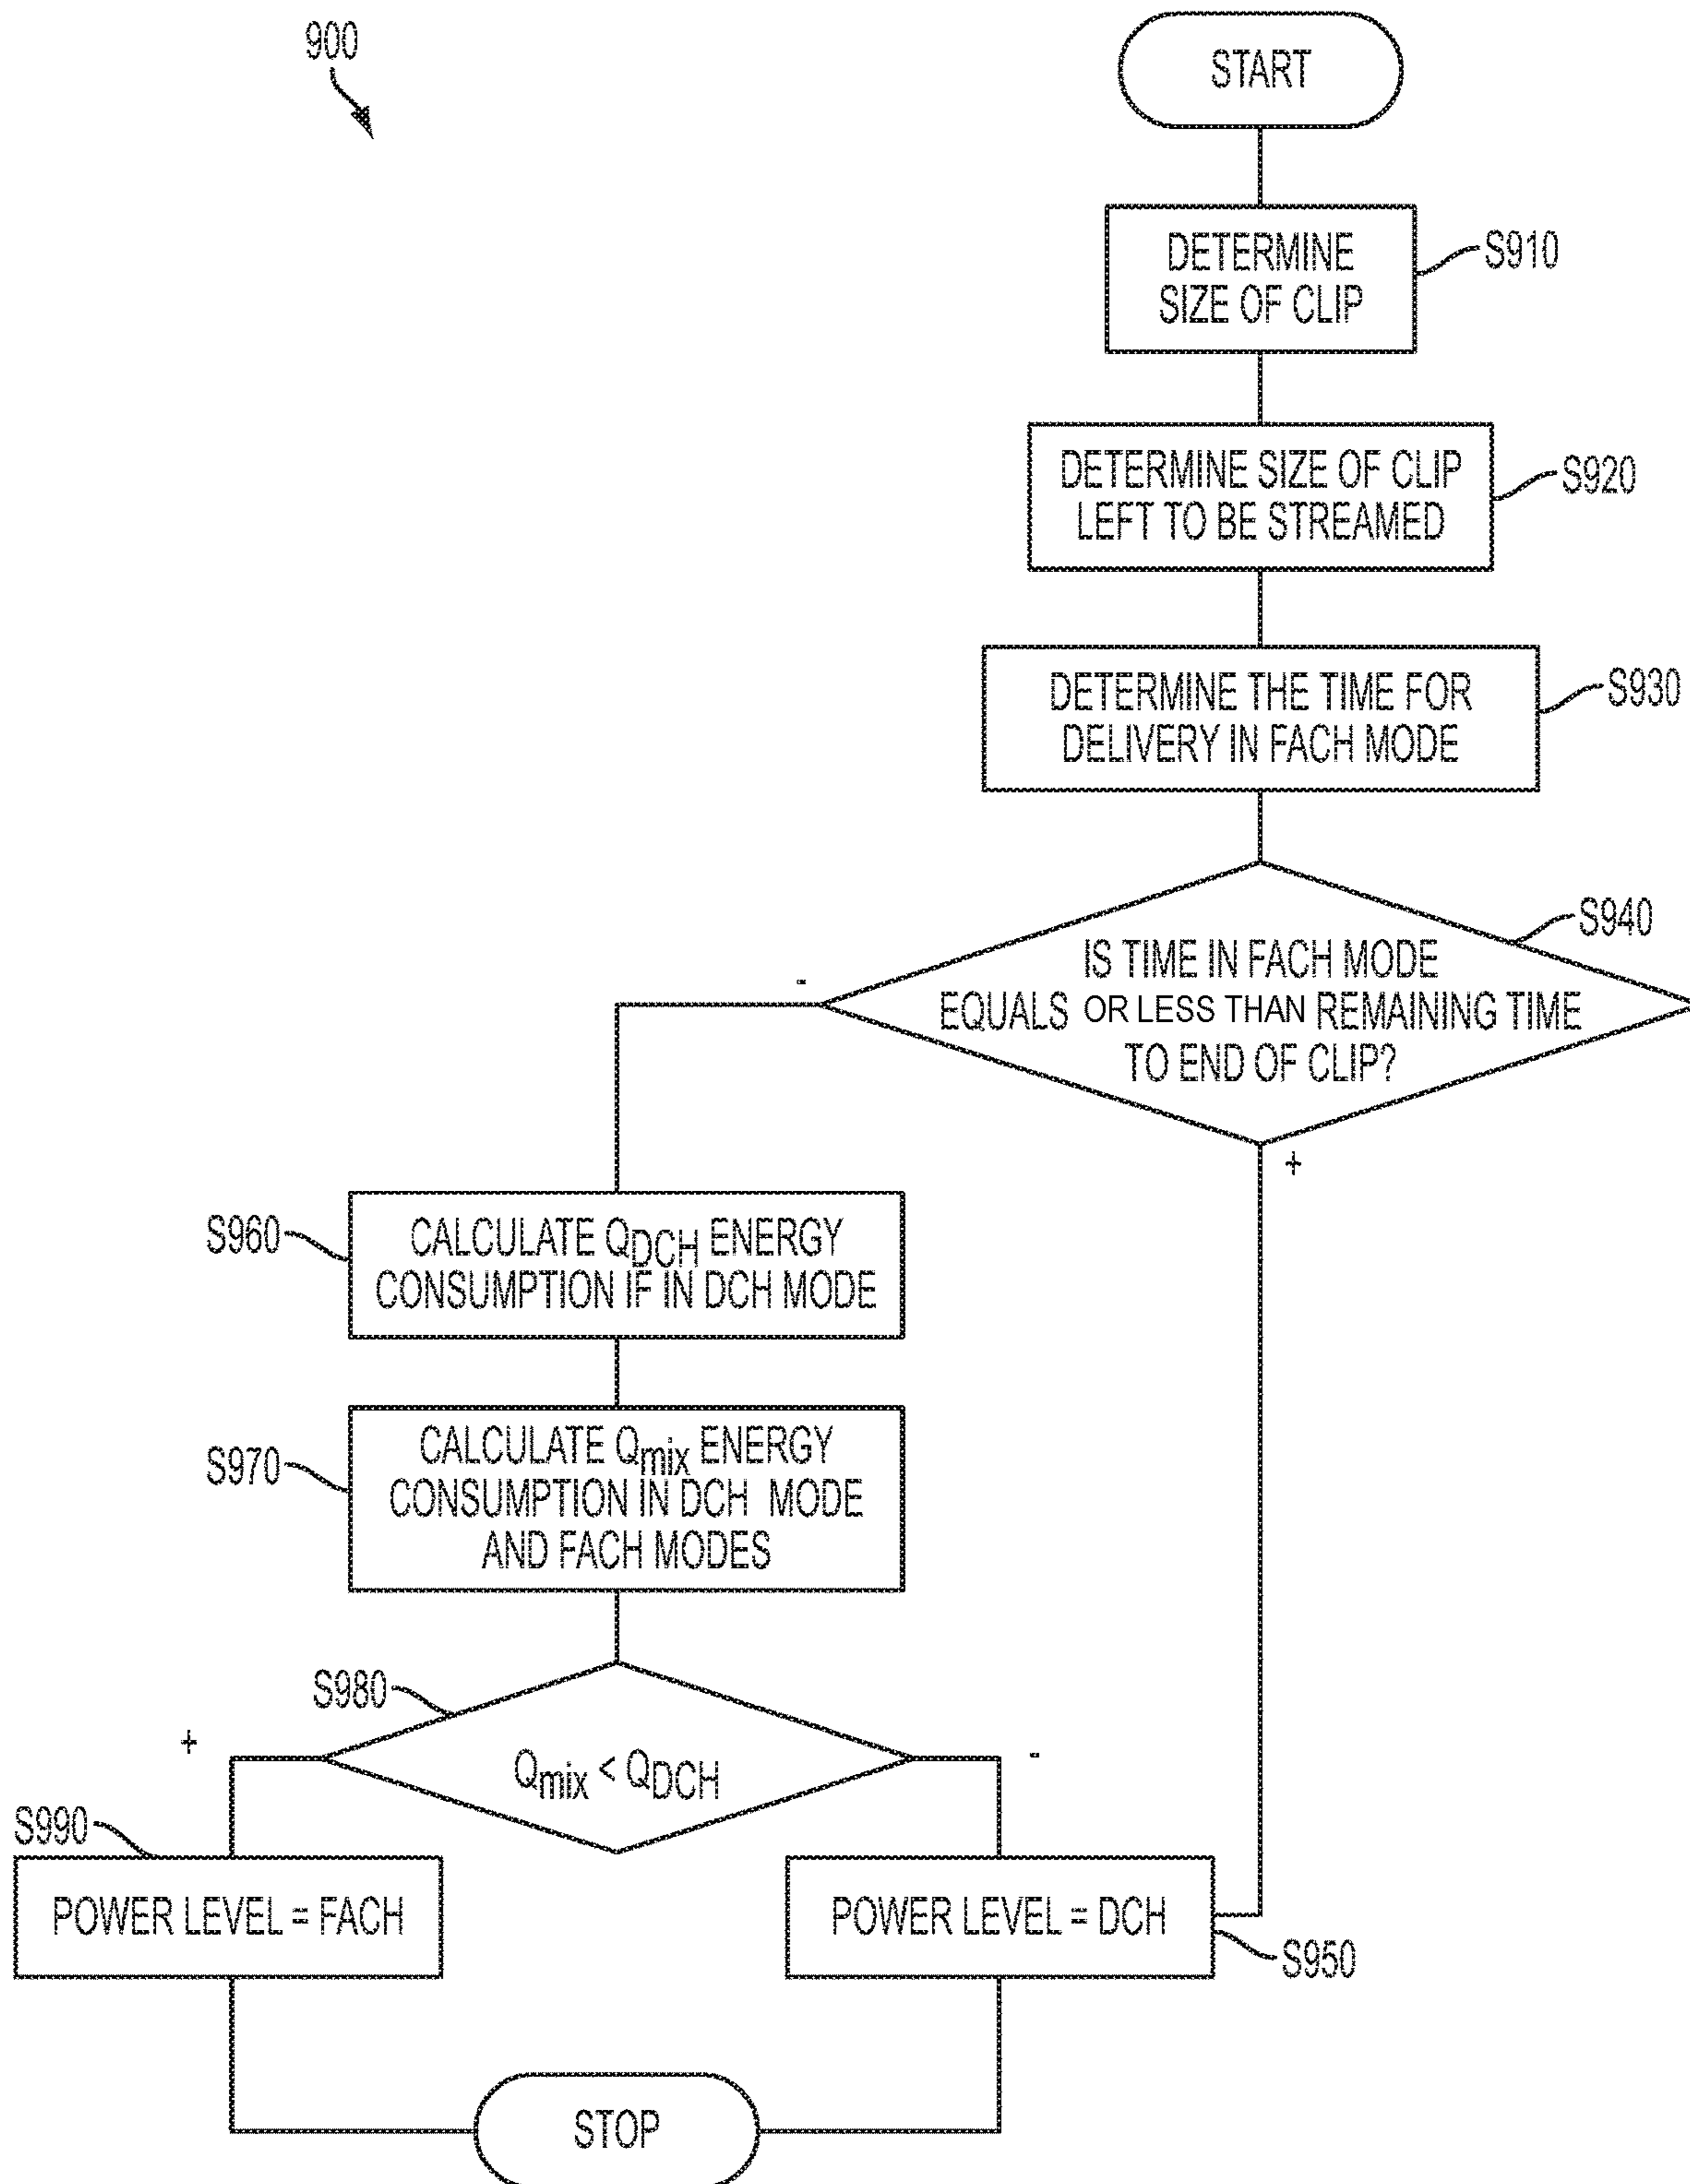 900
START
DETERMINE
SIZE OF CLIP
S910
DETERMINE SIZE OF CLIP
LEFT TO BE STREAMED
S920
DETERMINE THE TIME FOR
DELIVERY IN FACH MODE
S930
IS TIME IN FACH MODE
EQUALS OR LESS THAN REMAINING TIME
TO END OF CLIP?
S940
-
+
S960
CALCULATE QDCH ENERGY
CONSUMPTION IF IN DCH MODE
S970
CALCULATE Qmix ENERGY
CONSUMPTION IN DCH MODE
AND FACH MODES
S980
Qmix < QDCH
+
-
S990
POWER LEVEL = FACH
POWER LEVEL = DCH
S950
STOP